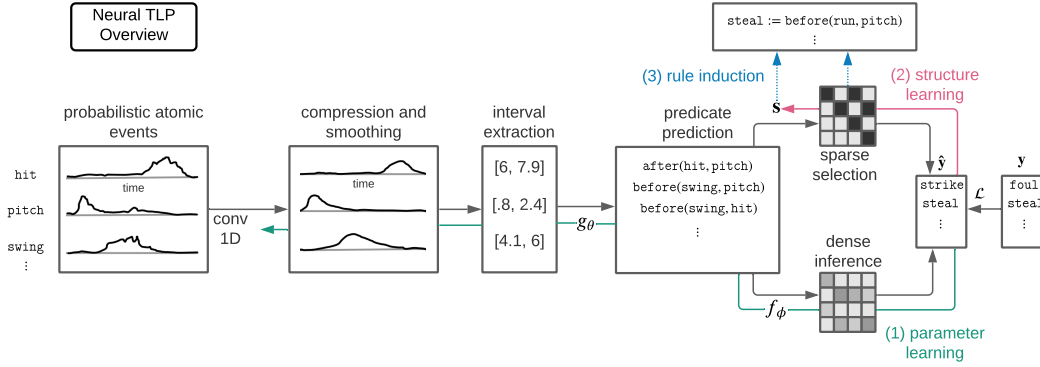 Neural TLP
Overview
steal := before(run, pitch)
⋮
(3) rule induction
(2) structure
learning
probabilistic atomic
events
compression and
smoothing
interval
extraction
predicate
prediction
s
sparse
selection
hit
time
pitch
swing
⋮
conv
1D
time
[6, 7.9]
[.8, 2.4]
[4.1, 6]
gθ
after(hit, pitch)
before(swing, pitch)
before(swing, hit)
⋮
ŷ
strike
steal
⋮
ℒ
y
foul
steal
⋮
dense
inference
fϕ
(1) parameter
learning